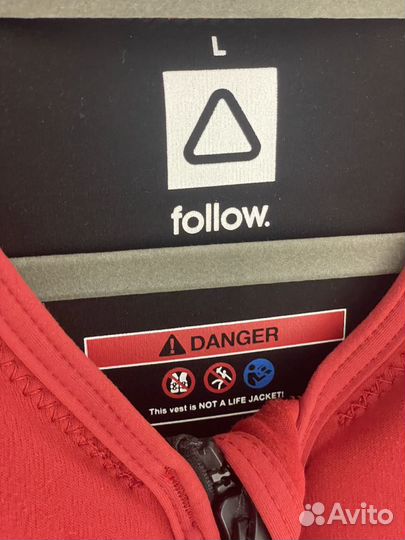 L
follow.
DANGER
This vest is NOT A LIFE JACKET!
Avito